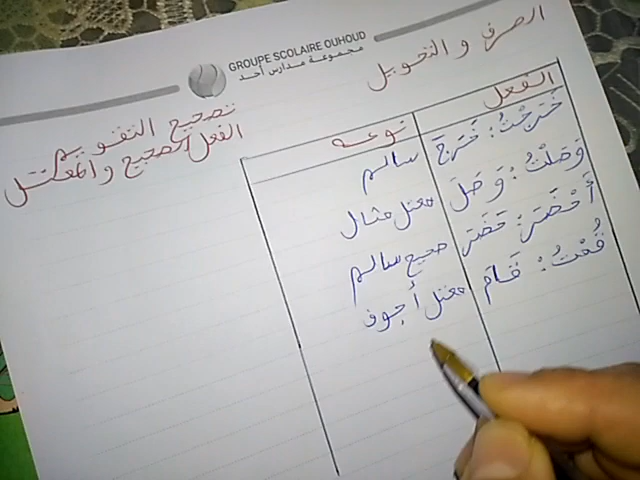 GROUPE SCOLAIRE OUHOUD
مجموعة مدارس أحد
الصرف و التحويل
تصحيح التقويم
الفعل الصحيح والمعتل
الفعل نوعه
خَرَجْتُ: خَرَجَ سالم
وَصَلْتُ: وَصَلَ معتل مثال
أَحْضَرَ: حَضَرَ صحيح سالم
قُمْتُ: قَامَ معتل أجوف